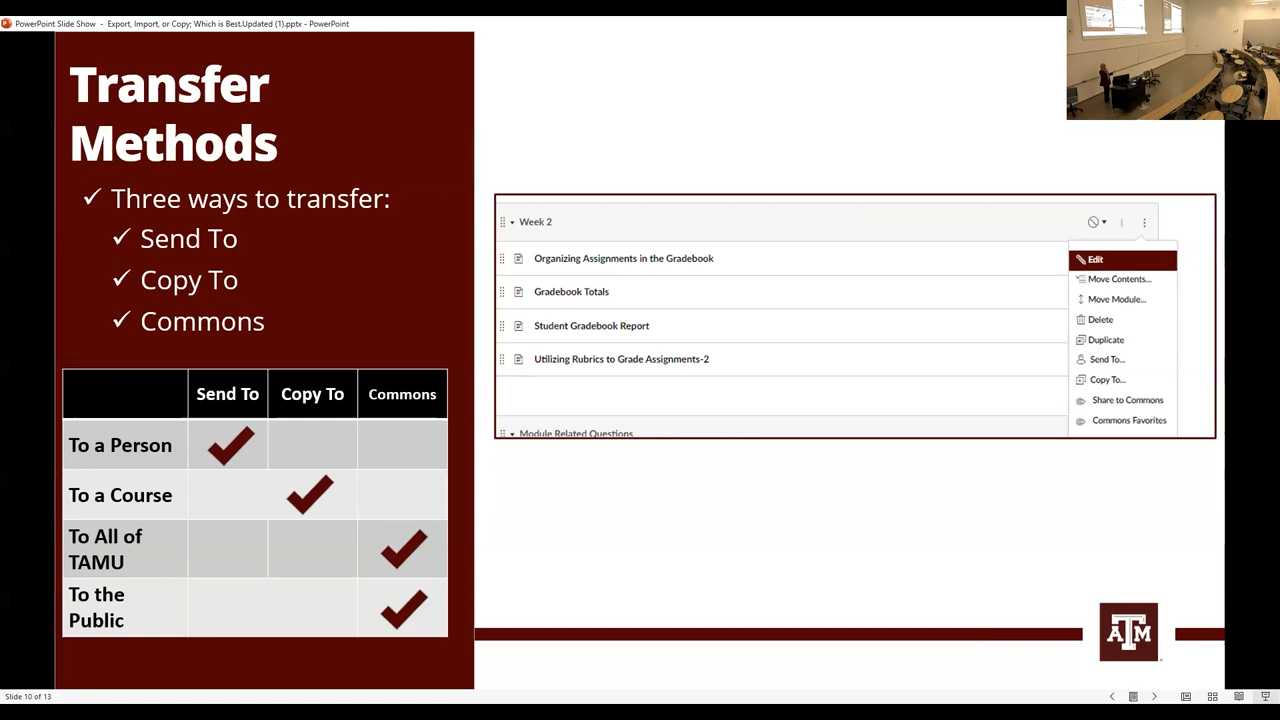 PowerPoint Slide Show - Export, Import, or Copy; Which is Best.Updated (1).pptx - PowerPoint
Transfer
Methods
Three ways to transfer:
Send To
Copy To
Commons
Send To Copy To Commons
To a Person
To a Course
To All of
TAMU
To the
Public
Week 2
Organizing Assignments in the Gradebook
Gradebook Totals
Student Gradebook Report
Utilizing Rubrics to Grade Assignments-2
Module Related Questions
Edit
Move Contents...
Move Module...
Delete
Duplicate
Send To...
Copy To...
Share to Commons
Commons Favorites
ATM
Slide 10 of 13